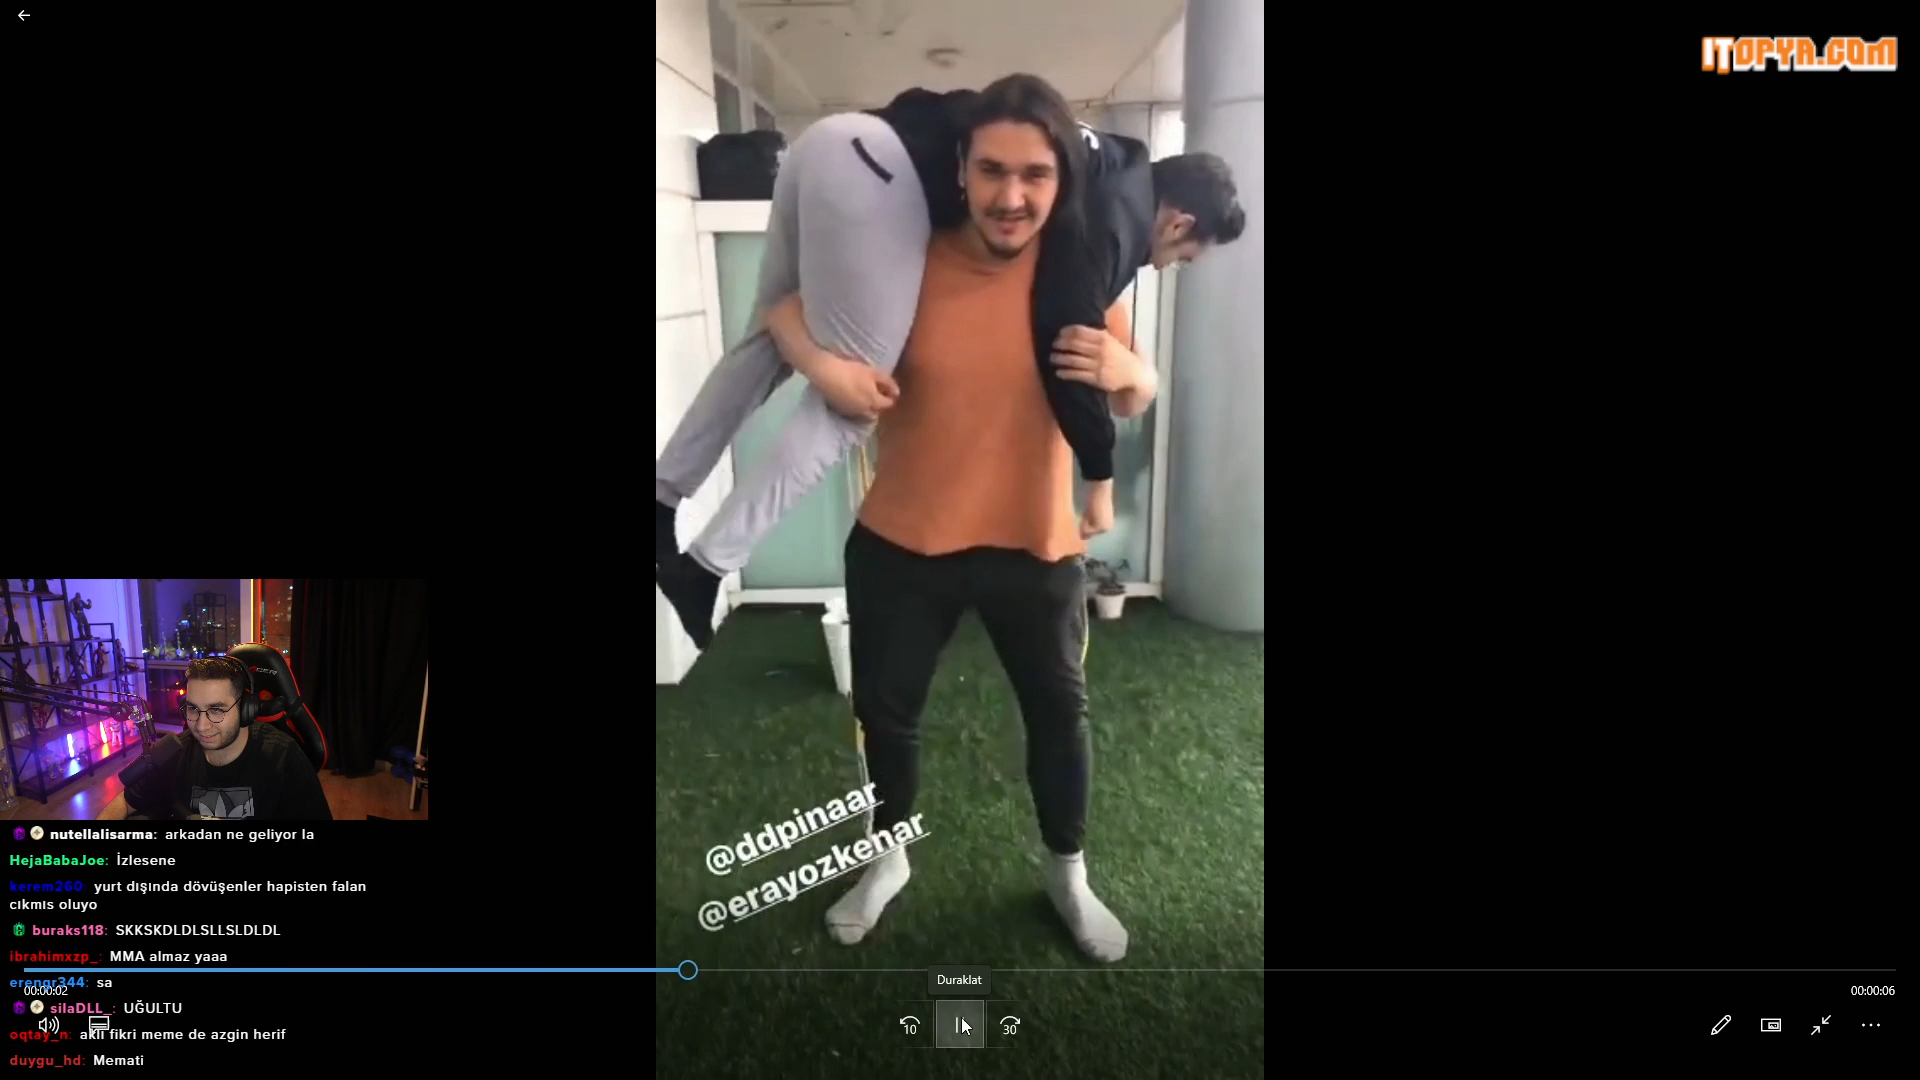 ITOPYA.COM
@ddpinaar
@erayozkenar
nutellalisarma: arkadan ne geliyor la
HejaBabaJoe: İzlesene
kerem260: yurt dışında dövüşenler hapisten falan
cıkmıs oluyo
buraks118: SKKSKDLDLSLLSLDLDL
ibrahimxzp_: MMA almaz yaaa
erengr344: sa
00:00:02
Duraklat
00:00:06
silaDLL_: UĞULTU
oqtay_n: aklı fikri meme de azgin herif
10
30
duygu_hd: Memati